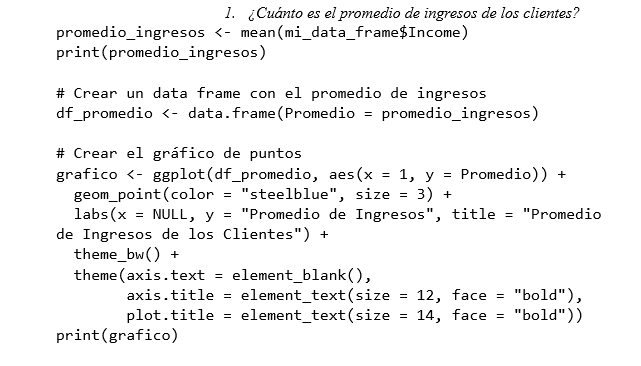 1. ¿Cuánto es el promedio de ingresos de los clientes?
promedio_ingresos <- mean(mi_data_frame$Income)
print(promedio_ingresos)

# Crear un data frame con el promedio de ingresos
df_promedio <- data.frame(Promedio = promedio_ingresos)

# Crear el gráfico de puntos
grafico <- ggplot(df_promedio, aes(x = 1, y = Promedio)) +
  geom_point(color = "steelblue", size = 3) +
  labs(x = NULL, y = "Promedio de Ingresos", title = "Promedio
de Ingresos de los Clientes") +
  theme_bw() +
  theme(axis.text = element_blank(),
        axis.title = element_text(size = 12, face = "bold"),
        plot.title = element_text(size = 14, face = "bold"))
print(grafico)